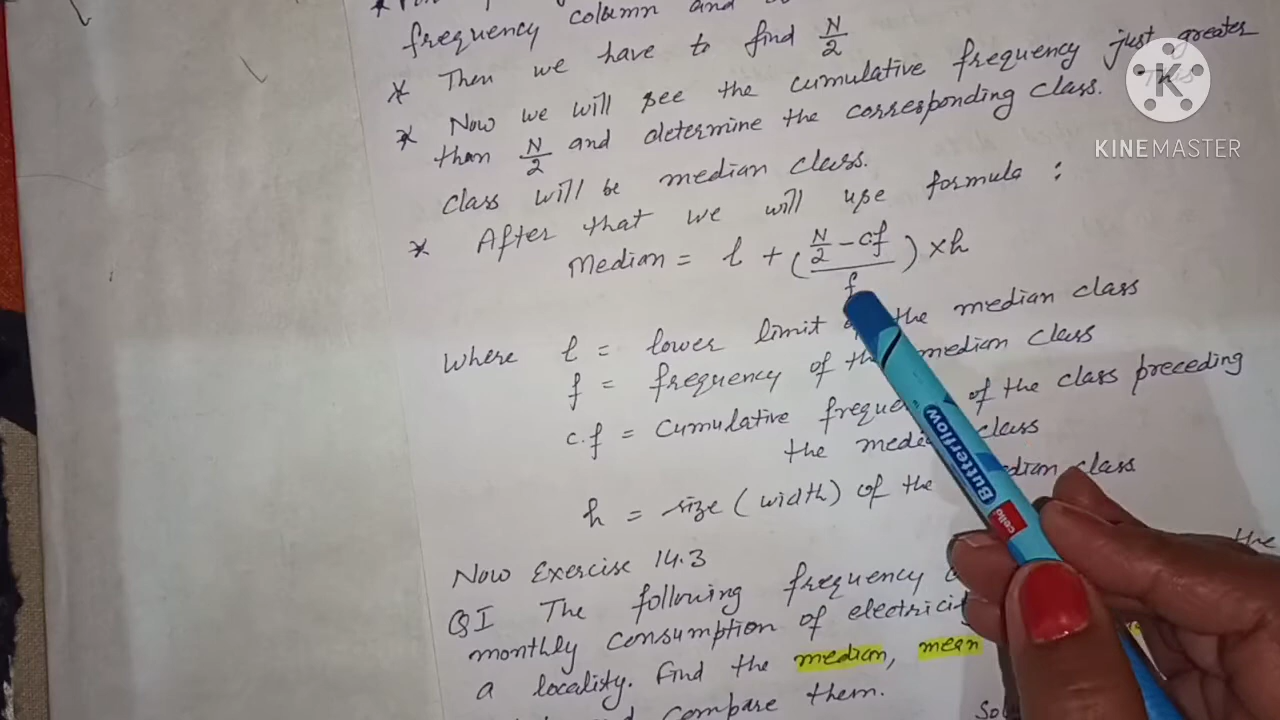 frequency column and
* Then we have to find N/2
* Now we will see the cumulative frequency just greater
than N/2 and determine the corresponding class. This
class will be median class.
* After that we will use formula :
Median = l + (N/2 - cf / f) × h
Where l = lower limit of the median class
f = frequency of the median class
c.f = cumulative frequency of the class preceding
the median class
h = size (width) of the median class
Now Exercise 14.3
Q1 The following frequency the
monthly consumption of electricity
a locality. Find the median, mean
and compare them.
KINEMASTER
Butterflow
cello